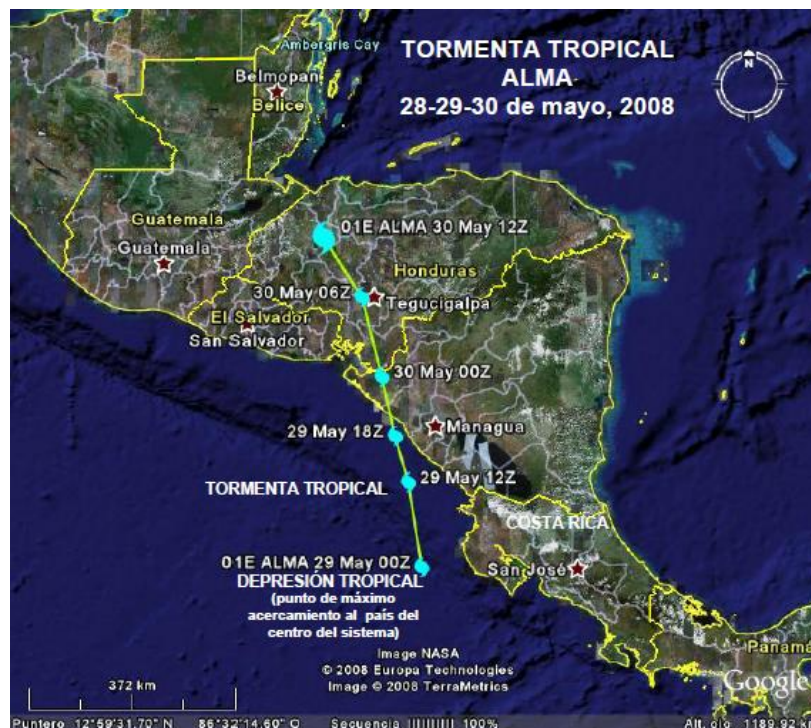 Ambergris Cay
TORMENTA TROPICAL
ALMA
28-29-30 de mayo, 2008
N
Belmopan
Belice
Guatemala
Guatemala
01E ALMA 30 May 12Z
Honduras
30 May 06Z
Tegucigalpa
El Salvador
San Salvador
30 May 00Z
Managua
29 May 18Z
29 May 12Z
TORMENTA TROPICAL
COSTA RICA
01E ALMA 29 May 00Z
San José
DEPRESIÓN TROPICAL
(punto de máximo
acercamiento al país del
centro del sistema)
Panamá
Image NASA
© 2008 Europa Technologies
Image © 2008 TerraMetrics
Google
372 km
Puntero 12°59'31.70" N 86°32'14.60" O Secuencia 100% Alt. ojo 1189.92